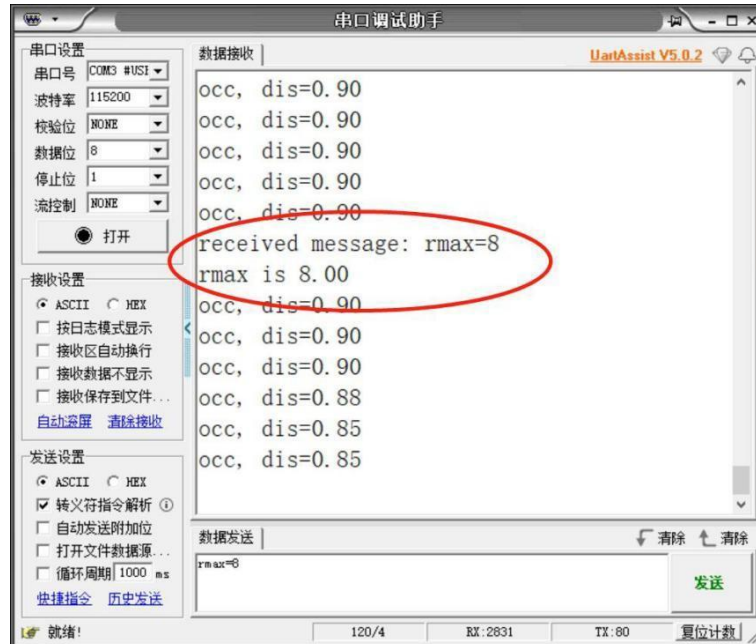 串口调试助手
串口设置
串口号 COM3 #USI
波特率 115200
校验位 NONE
数据位 8
停止位 1
流控制 NONE
打开
接收设置
ASCII HEX
按日志模式显示
接收区自动换行
接收数据不显示
接收保存到文件...
自动滚屏 清除接收
发送设置
ASCII HEX
转义符指令解析
自动发送附加位
打开文件数据源...
循环周期 1000 ms
快捷指令 历史发送
数据接收 UartAssist V5.0.2
occ, dis=0.90
occ, dis=0.90
occ, dis=0.90
occ, dis=0.90
occ, dis=0.90
received message: rmax=8
rmax is 8.00
occ, dis=0.90
occ, dis=0.90
occ, dis=0.90
occ, dis=0.88
occ, dis=0.85
occ, dis=0.85
数据发送 清除 清除
rmax=8
发送
就绪! 120/4 RX:2831 TX:80 复位计数